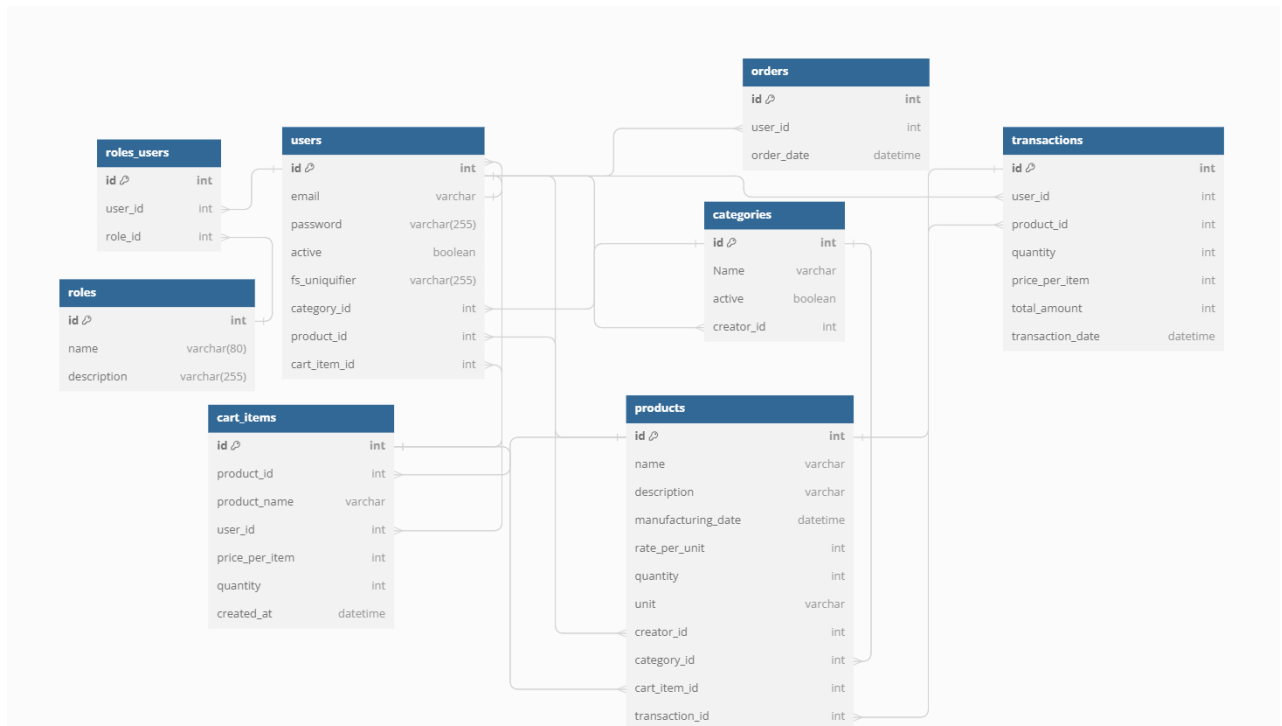 orders
id int
user_id int
order_date datetime
users
id int
email varchar
password varchar(255)
active boolean
fs_uniquifier varchar(255)
category_id int
product_id int
cart_item_id int
transactions
id int
user_id int
product_id int
quantity int
price_per_item int
total_amount int
transaction_date datetime
roles_users
id int
user_id int
role_id int
categories
id int
Name varchar
active boolean
creator_id int
roles
id int
name varchar(80)
description varchar(255)
products
id int
name varchar
description varchar
manufacturing_date datetime
rate_per_unit int
quantity int
unit varchar
creator_id int
category_id int
cart_item_id int
transaction_id int
cart_items
id int
product_id int
product_name varchar
user_id int
price_per_item int
quantity int
created_at datetime